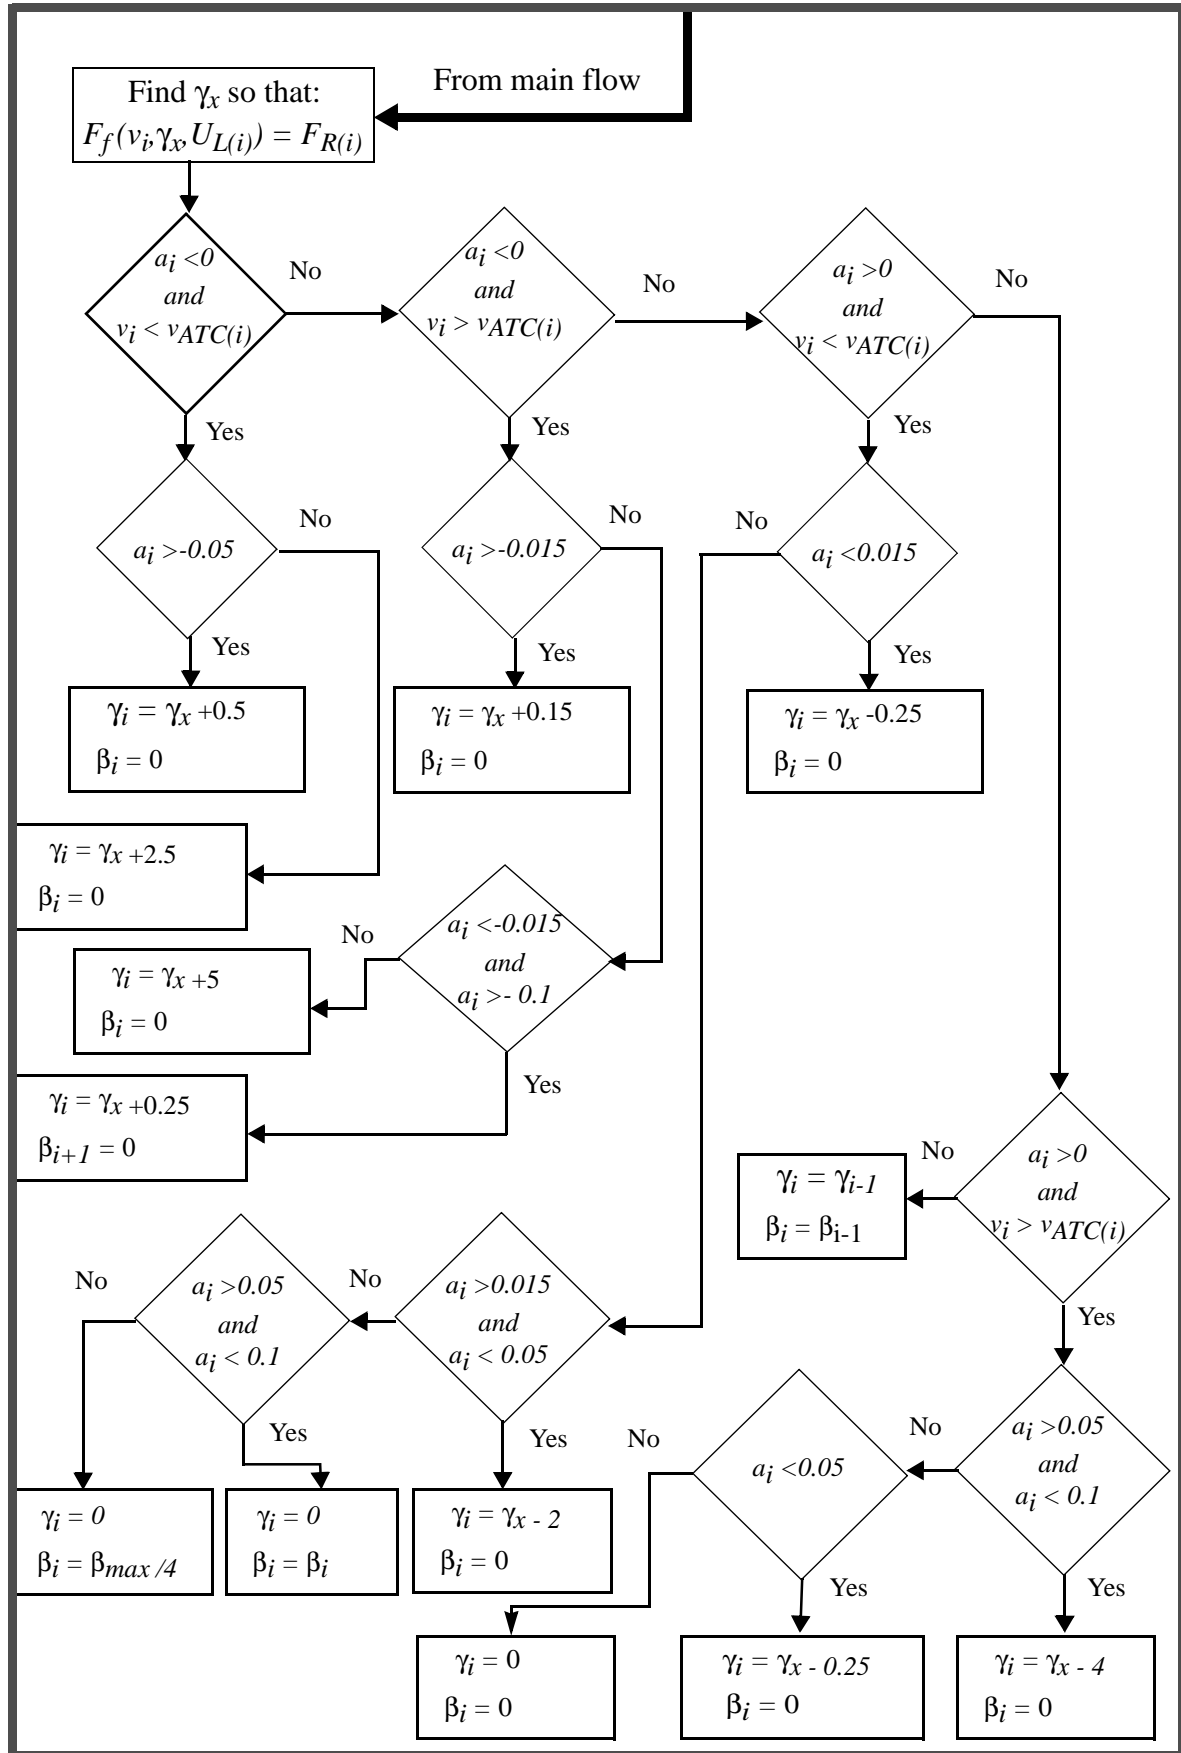 From main flow
Find γx so that:
Ff(vi,γx,UL(i)) = FR(i)
ai <0
and
vi < vATC(i)
No
ai <0
and
vi > vATC(i)
No
ai >0
and
vi < vATC(i)
No
Yes
Yes
Yes
ai >-0.05
No
ai >-0.015
No
No
ai <0.015
Yes
Yes
Yes
γi = γx +0.5
βi = 0
γi = γx +0.15
βi = 0
γi = γx -0.25
βi = 0
γi = γx +2.5
βi = 0
No
ai <-0.015
and
ai >- 0.1
γi = γx +5
βi = 0
Yes
γi = γx +0.25
βi+1 = 0
No
ai >0
and
vi > vATC(i)
γi = γi-1
βi = βi-1
Yes
No
ai >0.05
and
ai < 0.1
No
ai >0.015
and
ai < 0.05
Yes
Yes
No
ai <0.05
No
ai >0.05
and
ai < 0.1
Yes
Yes
γi = 0
βi = βmax /4
γi = 0
βi = βi
γi = γx - 2
βi = 0
γi = 0
βi = 0
γi = γx - 0.25
βi = 0
γi = γx - 4
βi = 0